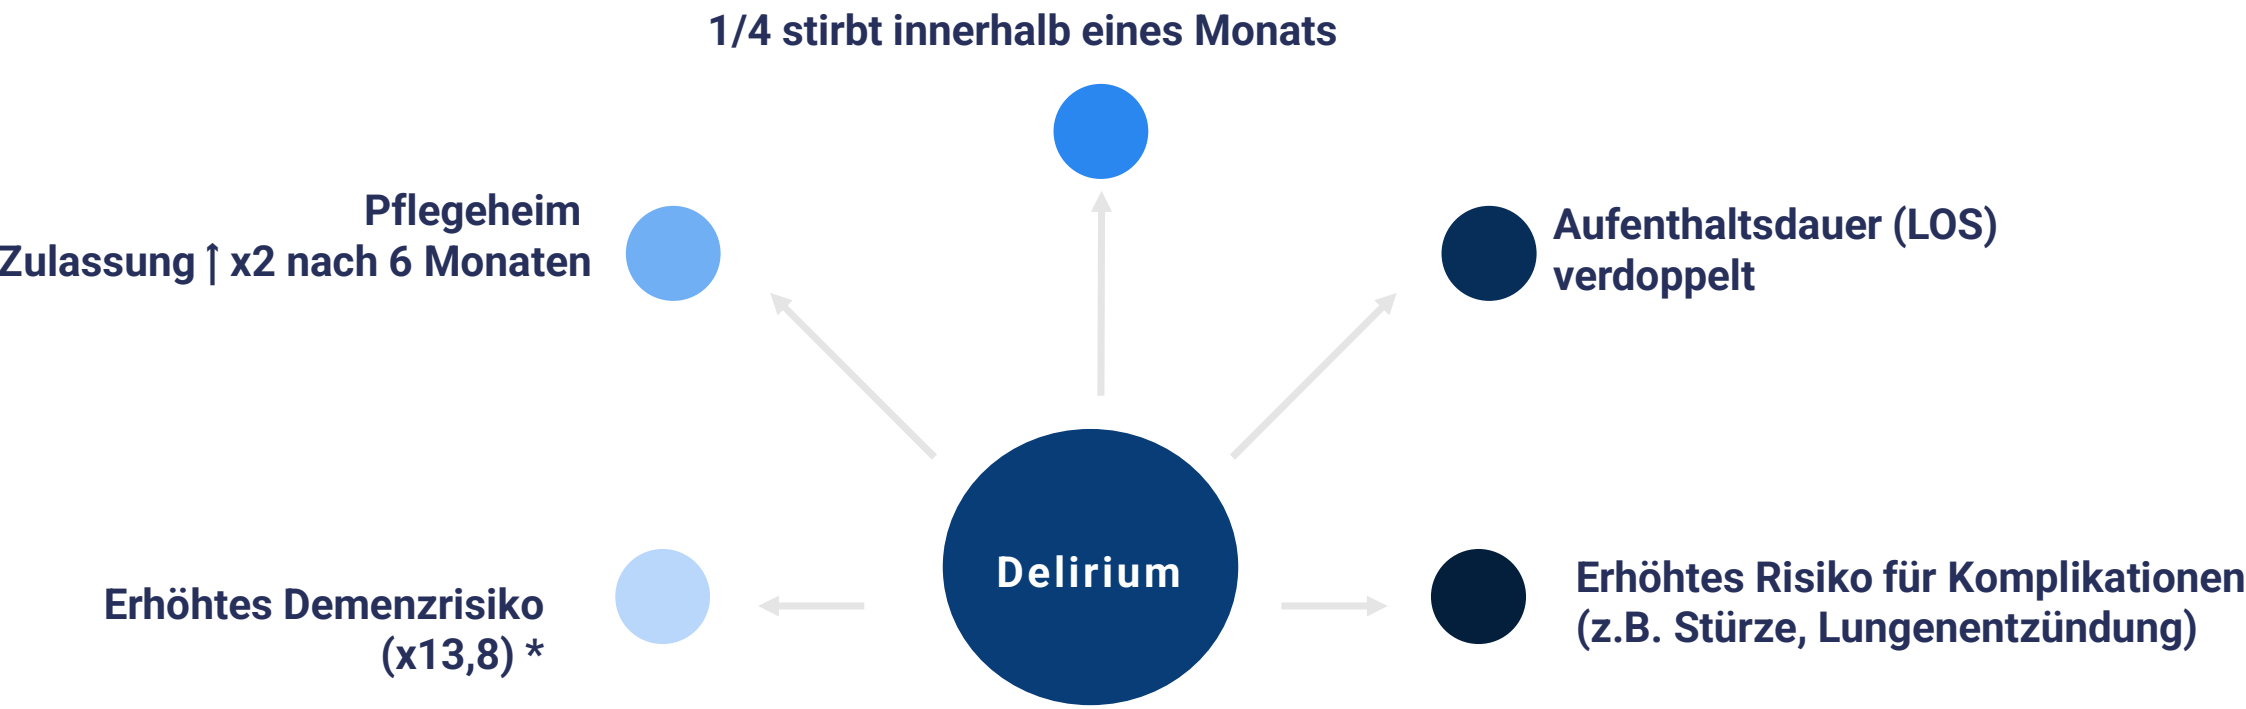 1/4 stirbt innerhalb eines Monats
Pflegeheim
Zulassung ↑ x2 nach 6 Monaten
Aufenthaltsdauer (LOS)
verdoppelt
Delirium
Erhöhtes Demenzrisiko
(x13,8) *
Erhöhtes Risiko für Komplikationen
(z.B. Stürze, Lungenentzündung)